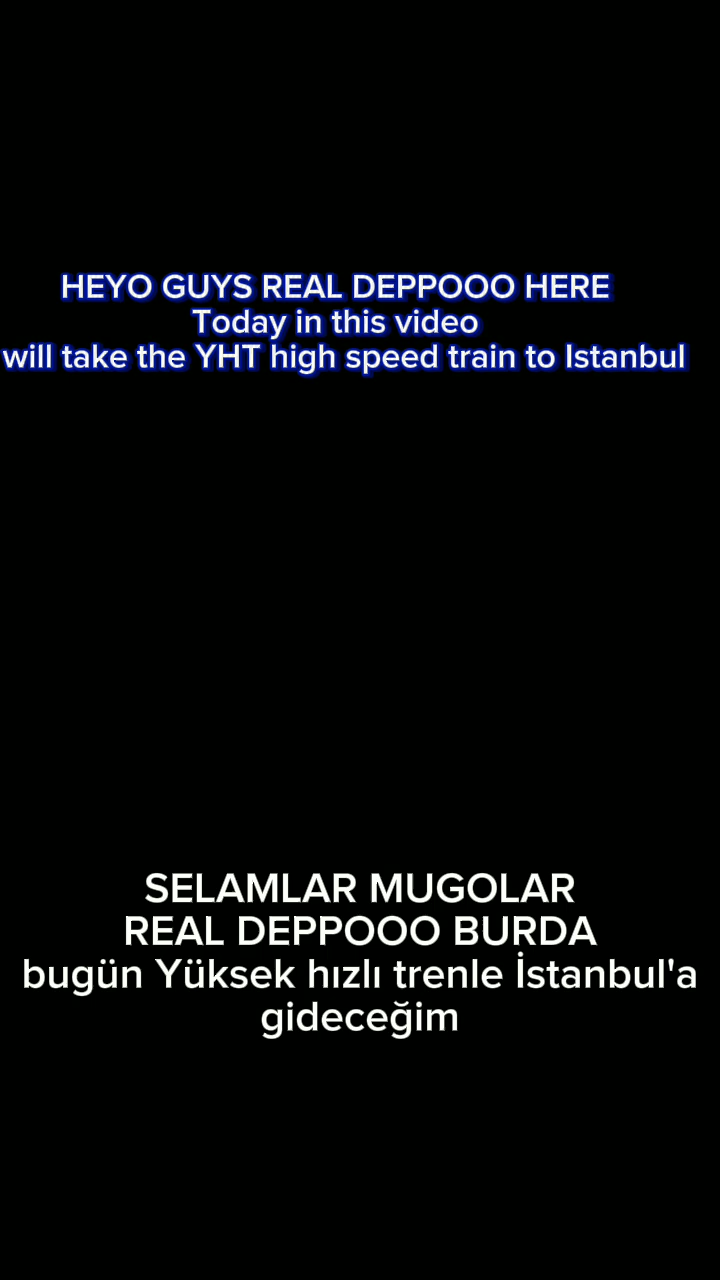 HEYO GUYS REAL DEPPOOO HERE
Today in this video
will take the YHT high speed train to Istanbul
SELAMLAR MUGOLAR
REAL DEPPOOO BURDA
bugün Yüksek hızlı trenle İstanbul'a
gideceğim